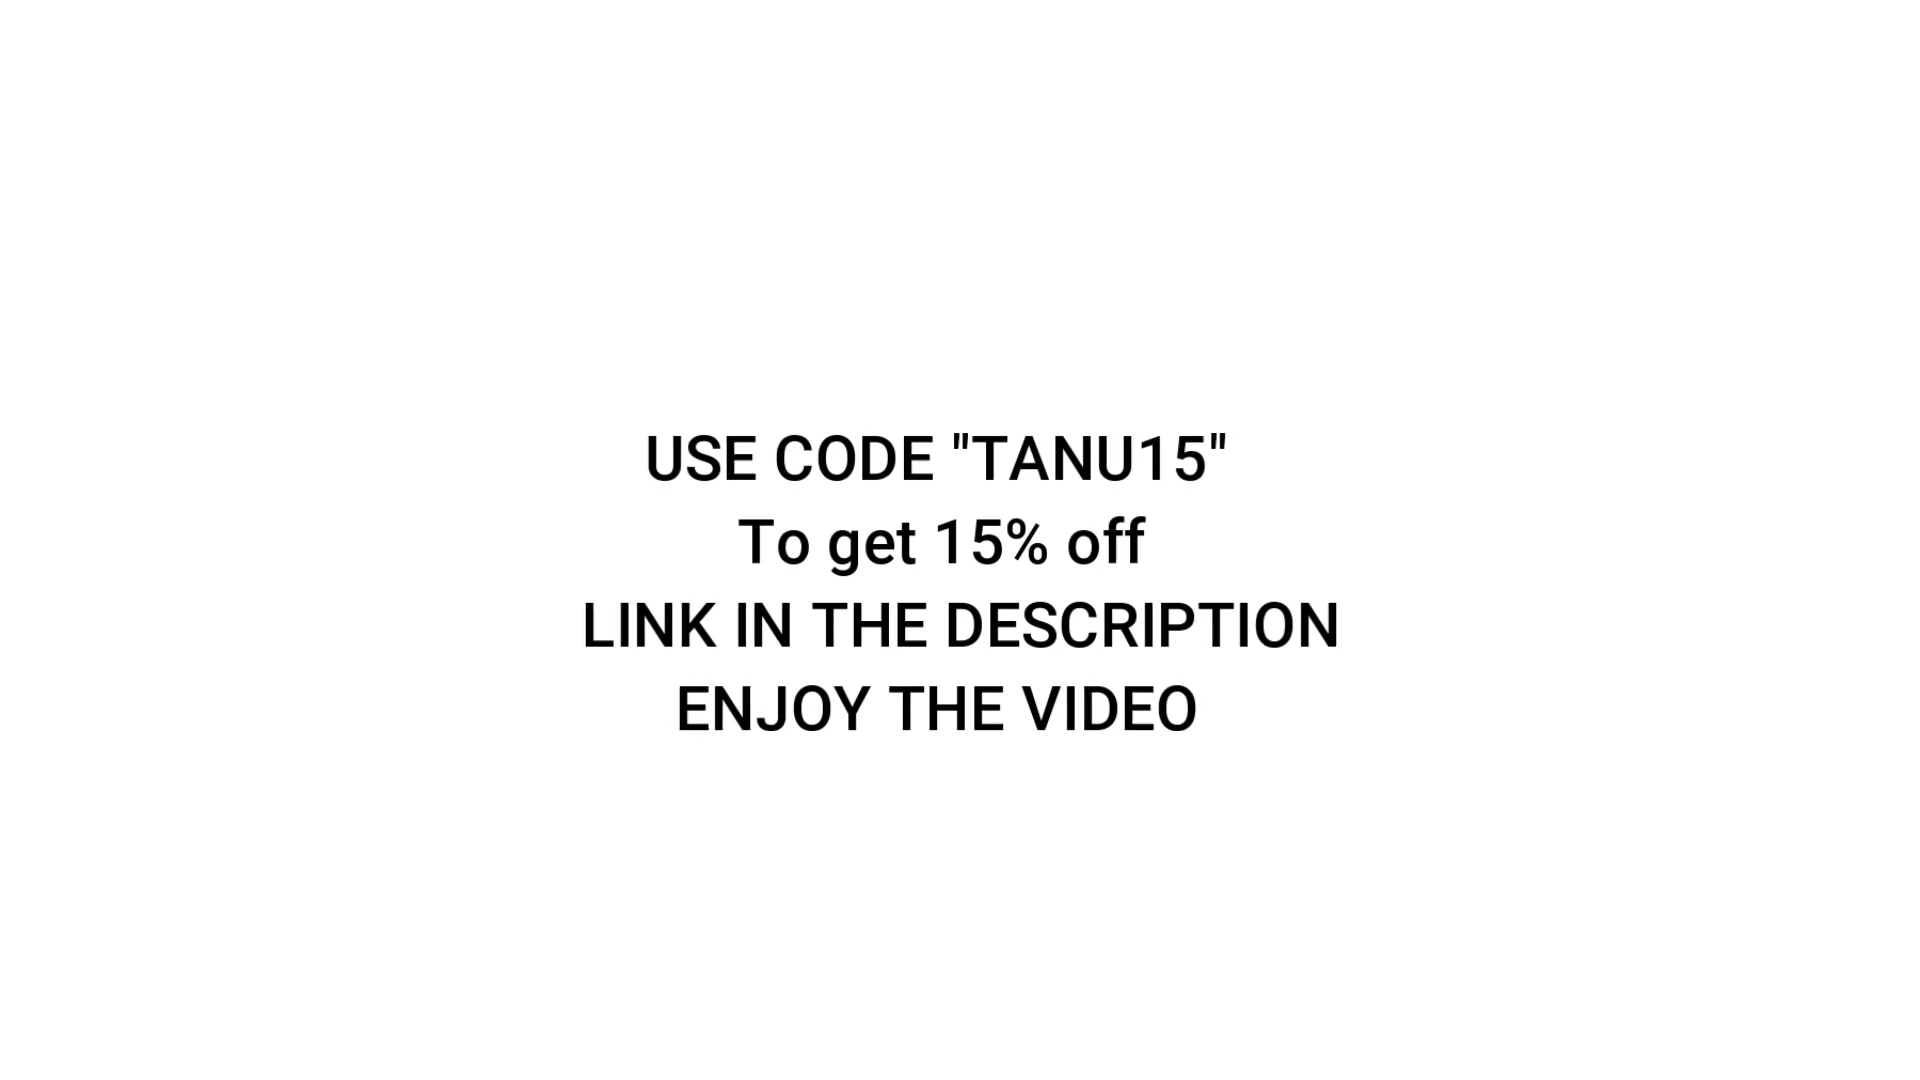 USE CODE "TANU15"
To get 15% off
LINK IN THE DESCRIPTION
ENJOY THE VIDEO